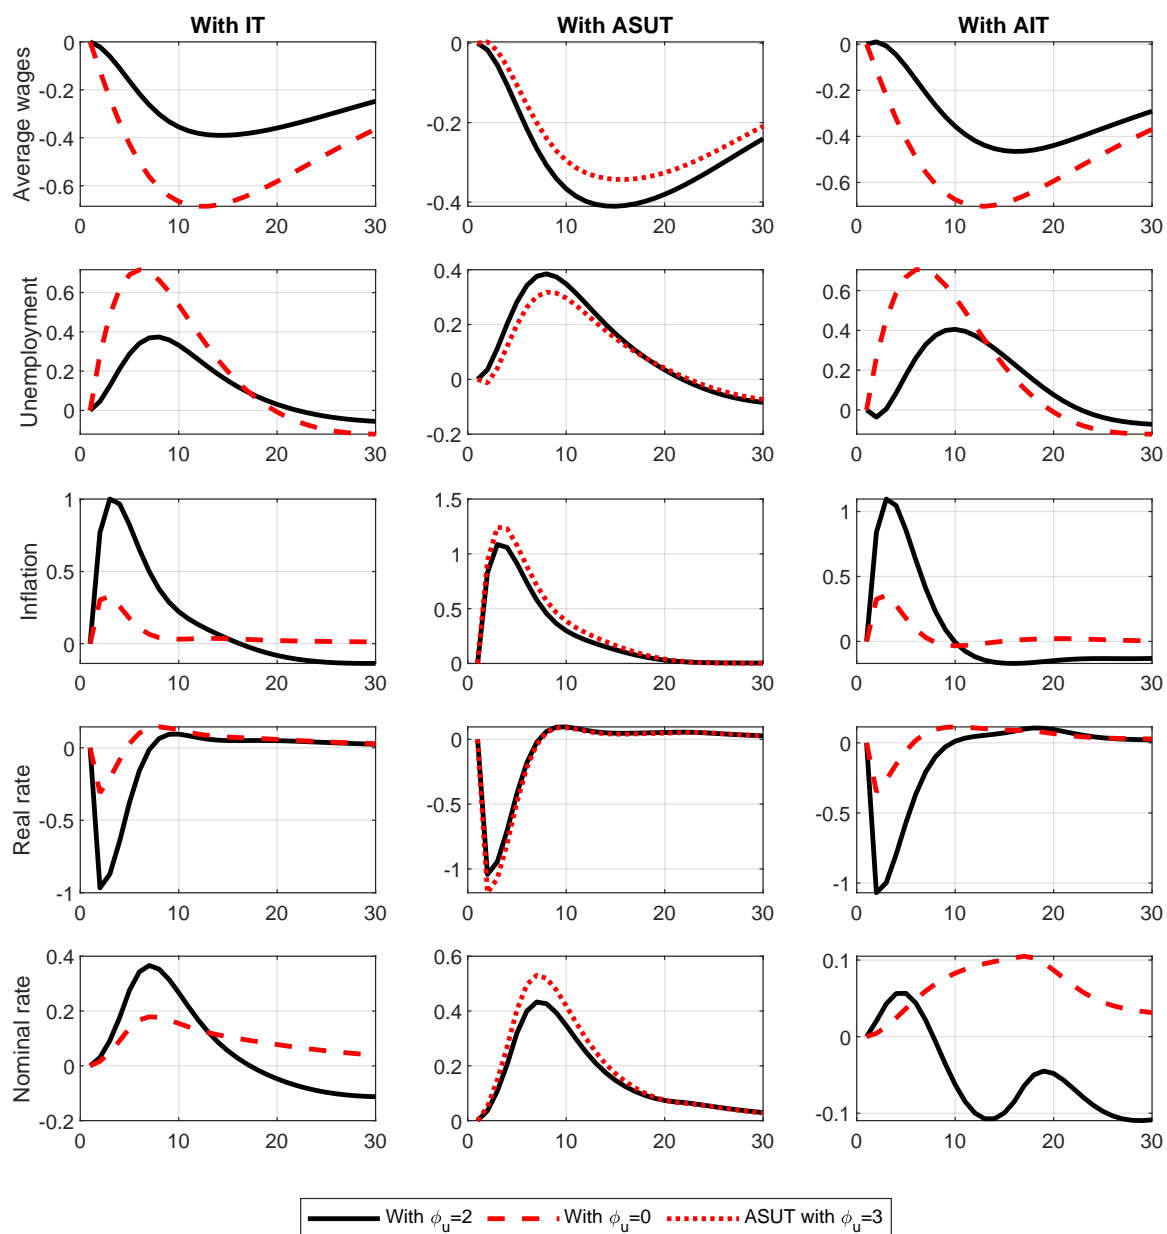 With IT With ASUT With AIT
Average wages
0 -0.2 -0.4 -0.6
0 10 20 30
0 -0.2 -0.4
0 10 20 30
0 -0.2 -0.4 -0.6
0 10 20 30
Unemployment
0.6 0.4 0.2 0
0 10 20 30
0.4 0.2 0 -0.2
0 10 20 30
0.6 0.4 0.2 0
0 10 20 30
Inflation
1 0.5 0
0 10 20 30
1.5 1 0.5 0
0 10 20 30
1 0.5 0
0 10 20 30
Real rate
0 -0.5 -1
0 10 20 30
0 -0.5 -1
0 10 20 30
0 -0.5 -1
0 10 20 30
Nominal rate
0.4 0.2 0 -0.2
0 10 20 30
0.6 0.4 0.2 0
0 10 20 30
0.1 0 -0.1
0 10 20 30
With ϕ_u=2 With ϕ_u=0 ASUT with ϕ_u=3